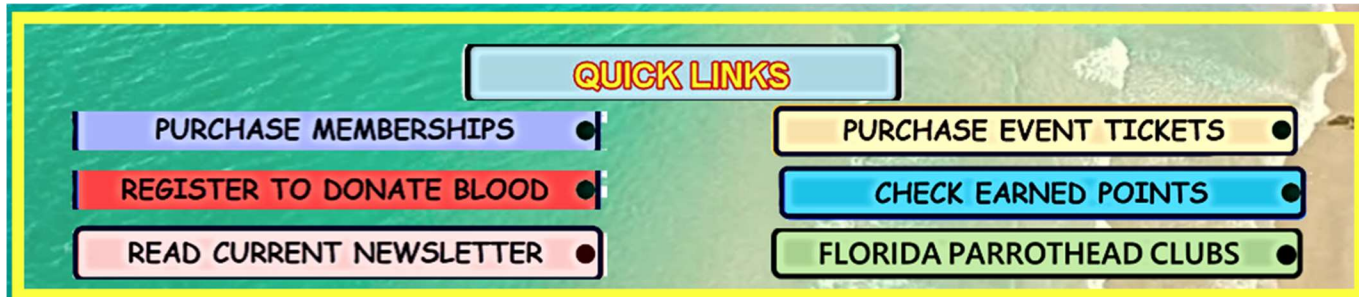 QUICK LINKS
PURCHASE MEMBERSHIPS
PURCHASE EVENT TICKETS
REGISTER TO DONATE BLOOD
CHECK EARNED POINTS
READ CURRENT NEWSLETTER
FLORIDA PARROTHEAD CLUBS